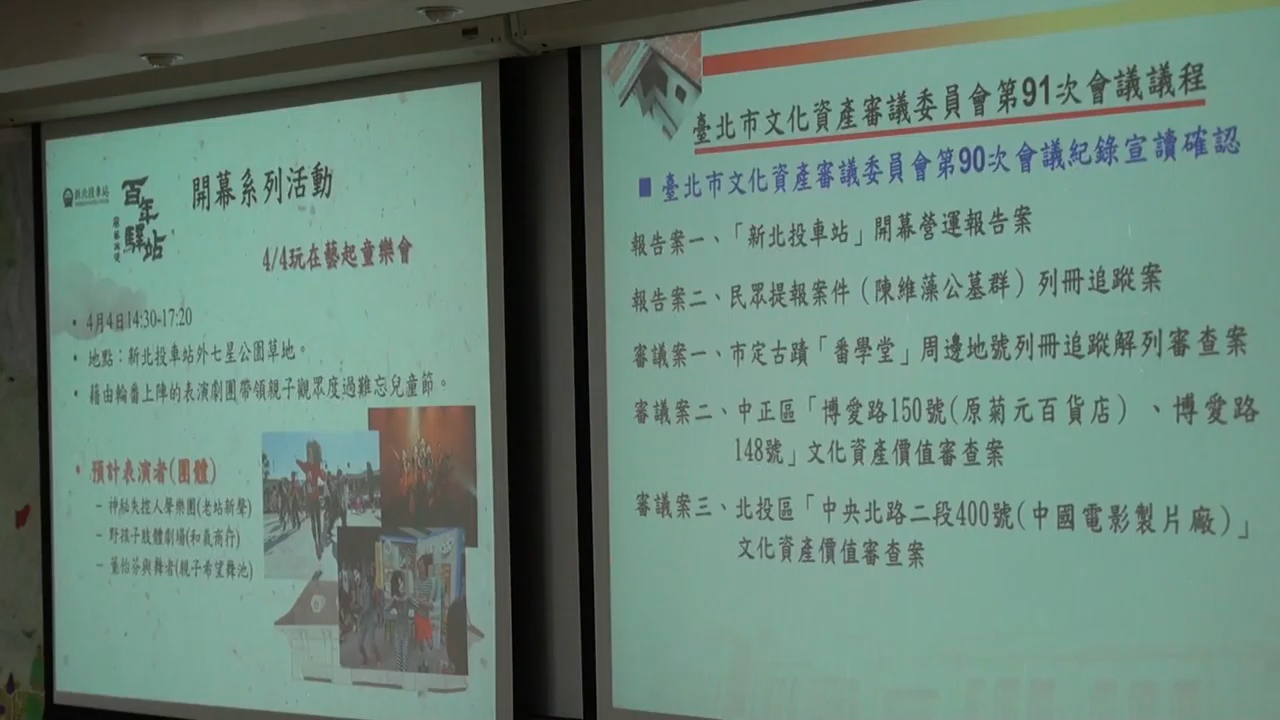 新北投車站
百年驛站
開幕系列活動
4/4玩在藝起童樂會
• 4月4日14:30-17:20
• 地點：新北投車站外七星公園草地。
• 藉由輪番上陣的表演劇團帶領親子觀眾度過難忘兒童節。
• 預計表演者(團體)
– 神秘失控人聲樂團(老站新聲)
– 野孩子肢體劇場(和羲商行)
– 董怡芬與舞者(親子希望舞池)
臺北市文化資產審議委員會第91次會議議程
■ 臺北市文化資產審議委員會第90次會議紀錄宣讀確認
報告案一、「新北投車站」開幕營運報告案
報告案二、民眾提報案件（陳維藻公墓群）列冊追蹤案
審議案一、市定古蹟「番學堂」周邊地號列冊追蹤解列審查案
審議案二、中正區「博愛路150號(原菊元百貨店）、博愛路
148號」文化資產價值審查案
審議案三、北投區「中央北路二段400號(中國電影製片廠)」
文化資產價值審查案